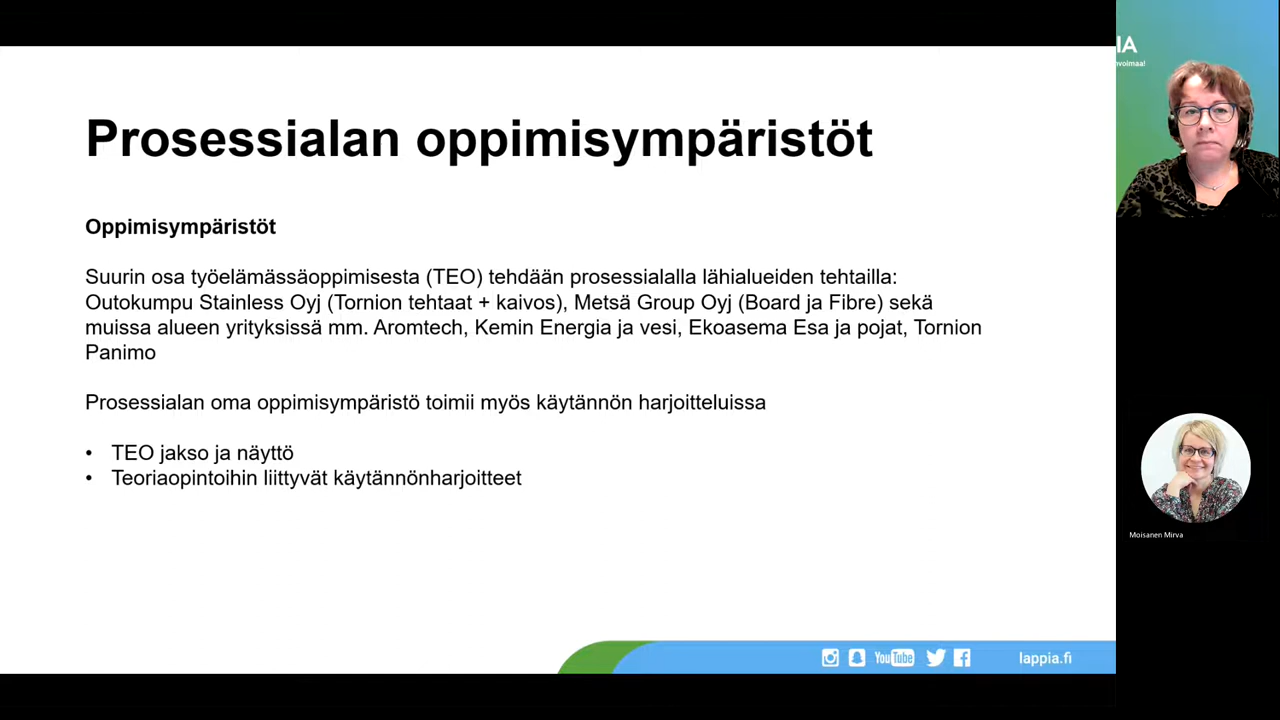 Prosessialan oppimisympäristöt
Oppimisympäristöt
Suurin osa työelämässäoppimisesta (TEO) tehdään prosessialalla lähialueiden tehtailla:
Outokumpu Stainless Oyj (Tornion tehtaat + kaivos), Metsä Group Oyj (Board ja Fibre) sekä
muissa alueen yrityksissä mm. Aromtech, Kemin Energia ja vesi, Ekoasema Esa ja pojat, Tornion
Panimo
Prosessialan oma oppimisympäristö toimii myös käytännön harjoitteluissa
• TEO jakso ja näyttö
• Teoriaopintoihin liittyvät käytännönharjoitteet
YouTube
lappia.fi
IA
nvoimaa!
Moisanen Mirva